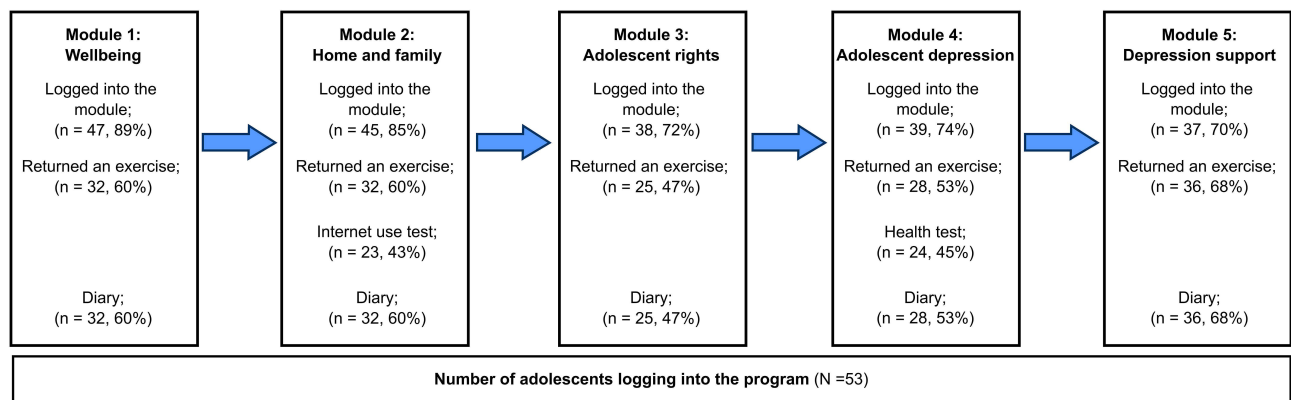 Module 1:
Wellbeing
Logged into the
module;
(n = 47, 89%)
Returned an exercise;
(n = 32, 60%)
Diary;
(n = 32, 60%)
Module 2:
Home and family
Logged into the
module;
(n = 45, 85%)
Returned an exercise;
(n = 32, 60%)
Internet use test;
(n = 23, 43%)
Diary;
(n = 32, 60%)
Module 3:
Adolescent rights
Logged into the
module;
(n = 38, 72%)
Returned an exercise;
(n = 25, 47%)
Diary;
(n = 25, 47%)
Module 4:
Adolescent depression
Logged into the
module;
(n = 39, 74%)
Returned an exercise;
(n = 28, 53%)
Health test;
(n = 24, 45%)
Diary;
(n = 28, 53%)
Module 5:
Depression support
Logged into the
module;
(n = 37, 70%)
Returned an exercise;
(n = 36, 68%)
Diary;
(n = 36, 68%)
Number of adolescents logging into the program (N =53)